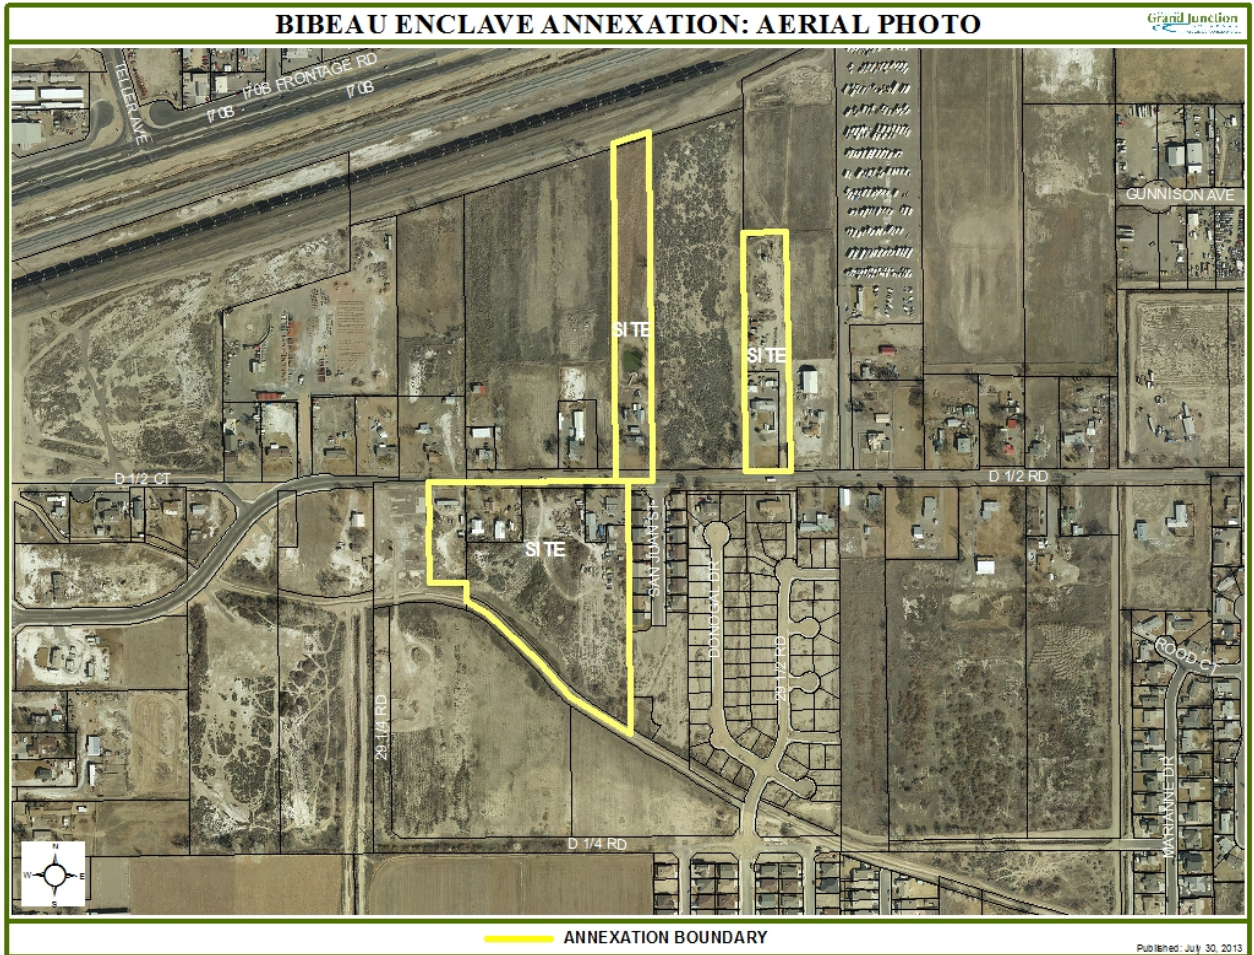 BIBEAU ENCLAVE ANNEXATION: AERIAL PHOTO
Grand Junction
TELLER AVE
I70B FRONTAGE RD
I70B
I70B
GUNNISON AVE
SITE
SITE
D 1/2 CT
D 1/2 RD
SITE
SAN JUAN ST
DONOGAL DR
29 1/2 RD
ROOD CT
29 1/4 RD
MARIANNE DR
D 1/4 RD
N
W
E
S
ANNEXATION BOUNDARY
Published: July 30, 2013